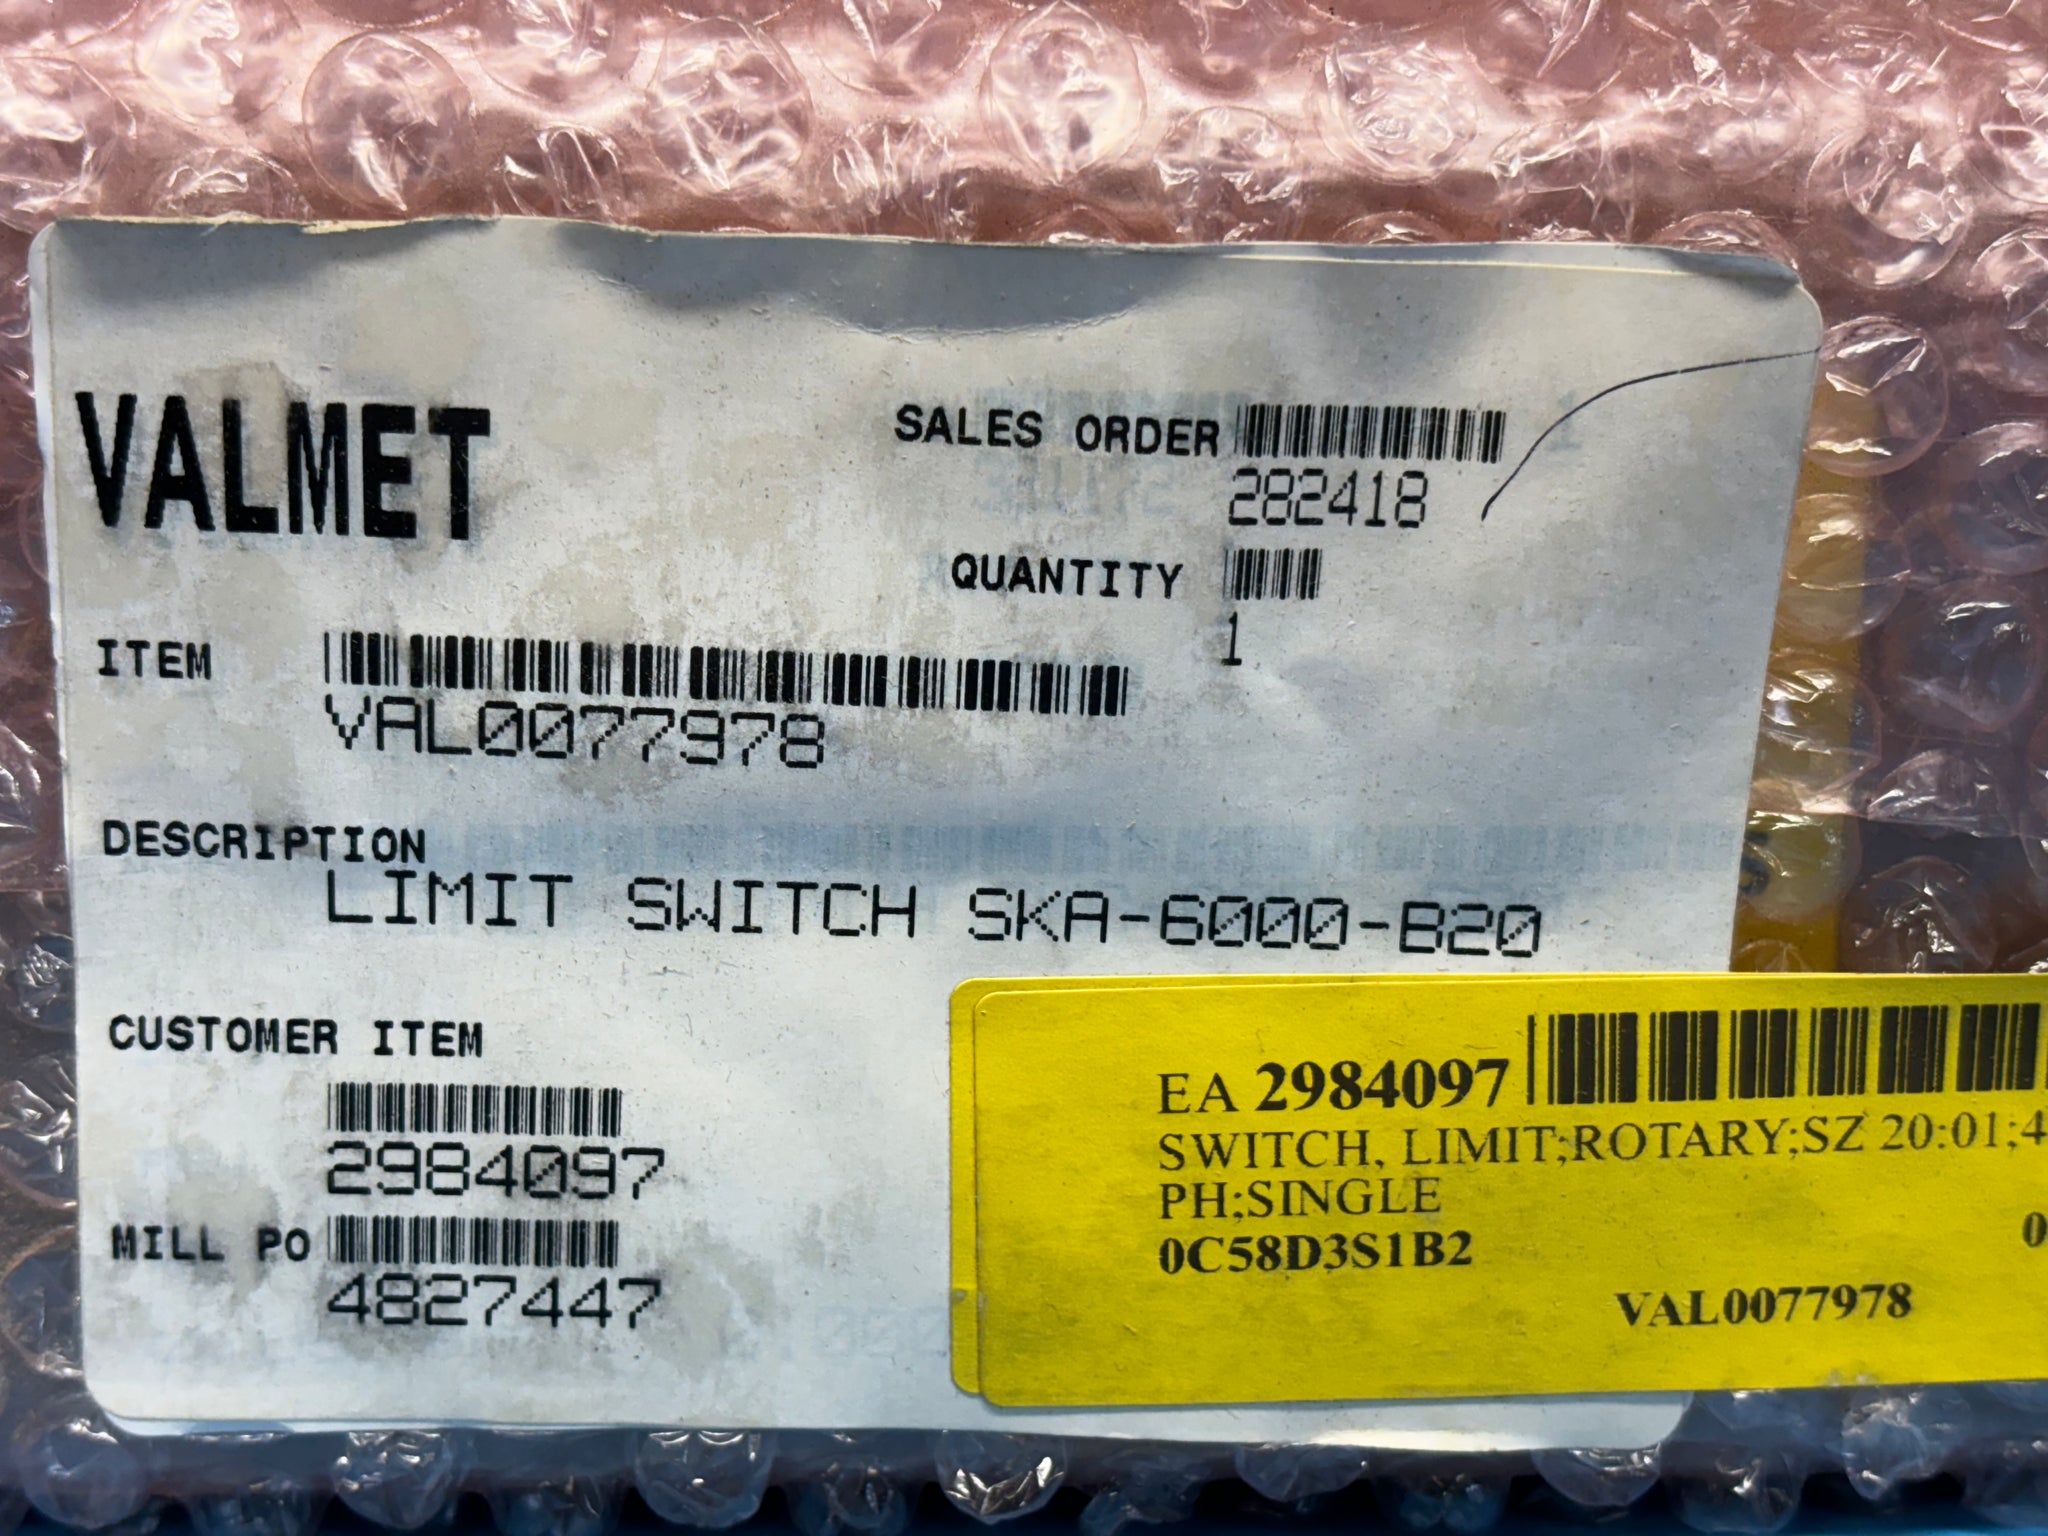 VALMET
SALES ORDER
282418
QUANTITY
1
ITEM
VAL0077978
DESCRIPTION
LIMIT SWITCH SKA-6000-B20
CUSTOMER ITEM
2984097
MILL PO
4827447
EA 2984097
SWITCH, LIMIT;ROTARY;SZ 20:01;4
PH;SINGLE
0C58D3S1B2
0
VAL0077978